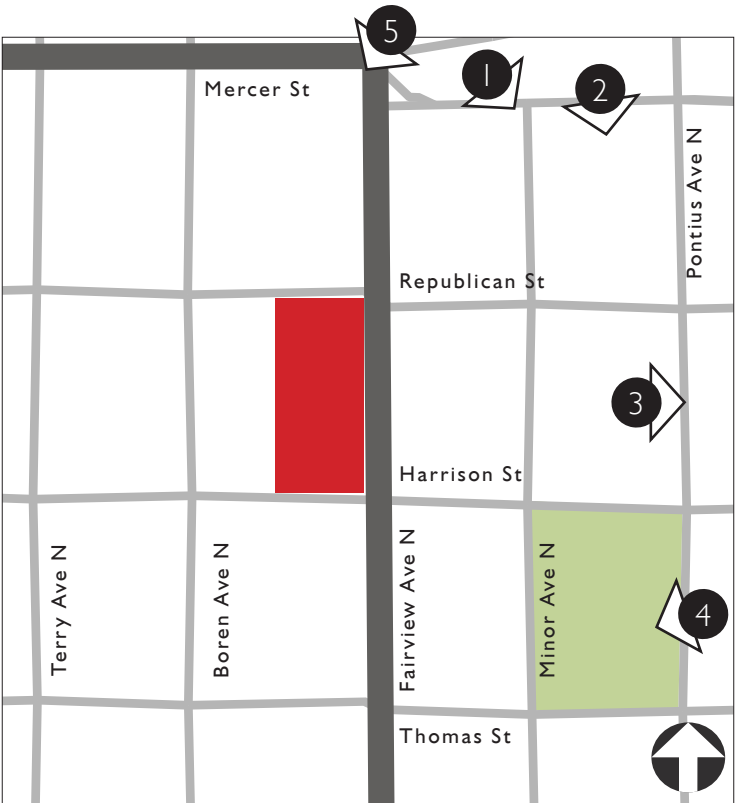 5
1
2
Mercer St
Pontius Ave N
Republican St
3
Harrison St
Terry Ave N
Boren Ave N
Fairview Ave N
Minor Ave N
4
Thomas St